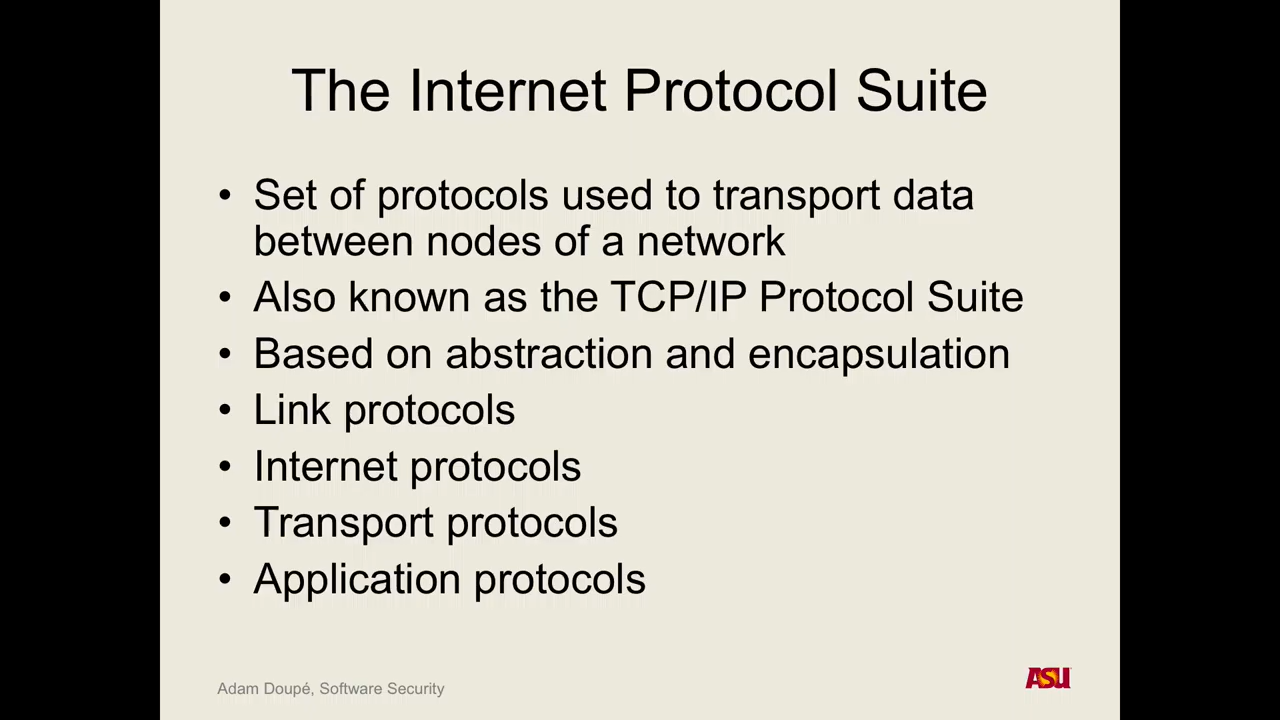 The Internet Protocol Suite
• Set of protocols used to transport data
between nodes of a network
• Also known as the TCP/IP Protocol Suite
• Based on abstraction and encapsulation
• Link protocols
• Internet protocols
• Transport protocols
• Application protocols
Adam Doupé, Software Security
ASU